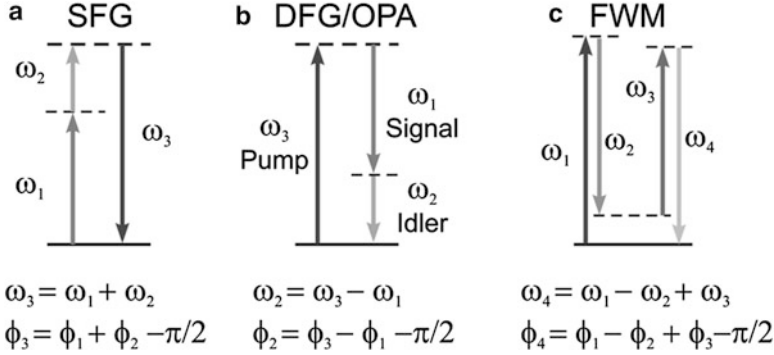 a SFG
ω₂
ω₁
ω₃
ω₃= ω₁+ ω₂
ϕ₃= ϕ₁+ ϕ₂ −π/2
b DFG/OPA
ω₃
Pump
ω₁
Signal
ω₂
Idler
ω₂= ω₃− ω₁
ϕ₂= ϕ₃− ϕ₁ −π/2
c FWM
ω₁
ω₂
ω₃
ω₄
ω₄= ω₁− ω₂+ ω₃
ϕ₄= ϕ₁− ϕ₂ + ϕ₃−π/2